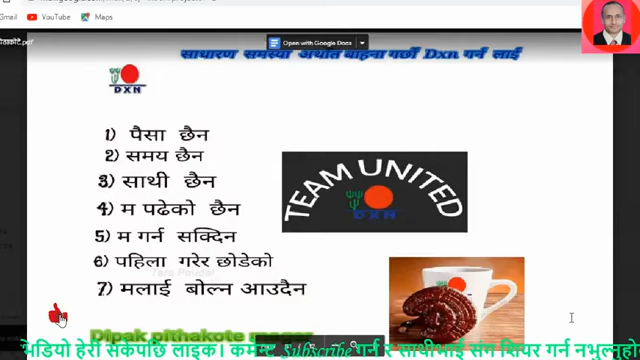 Gmail YouTube Maps
Open with Google Docs
साधारण समस्या अर्थात बाहना गर्छौं Dxn गर्न लाई
DXN
1) पैसा छैन
2) समय छैन
3) साथी छैन
4) म पढेको छैन
5) म गर्न सक्दिन
6) पहिला गरेर छोडेको
7) मलाई बोल्न आउदैन
TEAM UNITED
DXN
Dipak pithakote magar
भिडियो हेरी सकेपछि लाइक। कमेन्ट Subscribe गर्न र साथीभाई संग सियर गर्न नभुल्नुहो